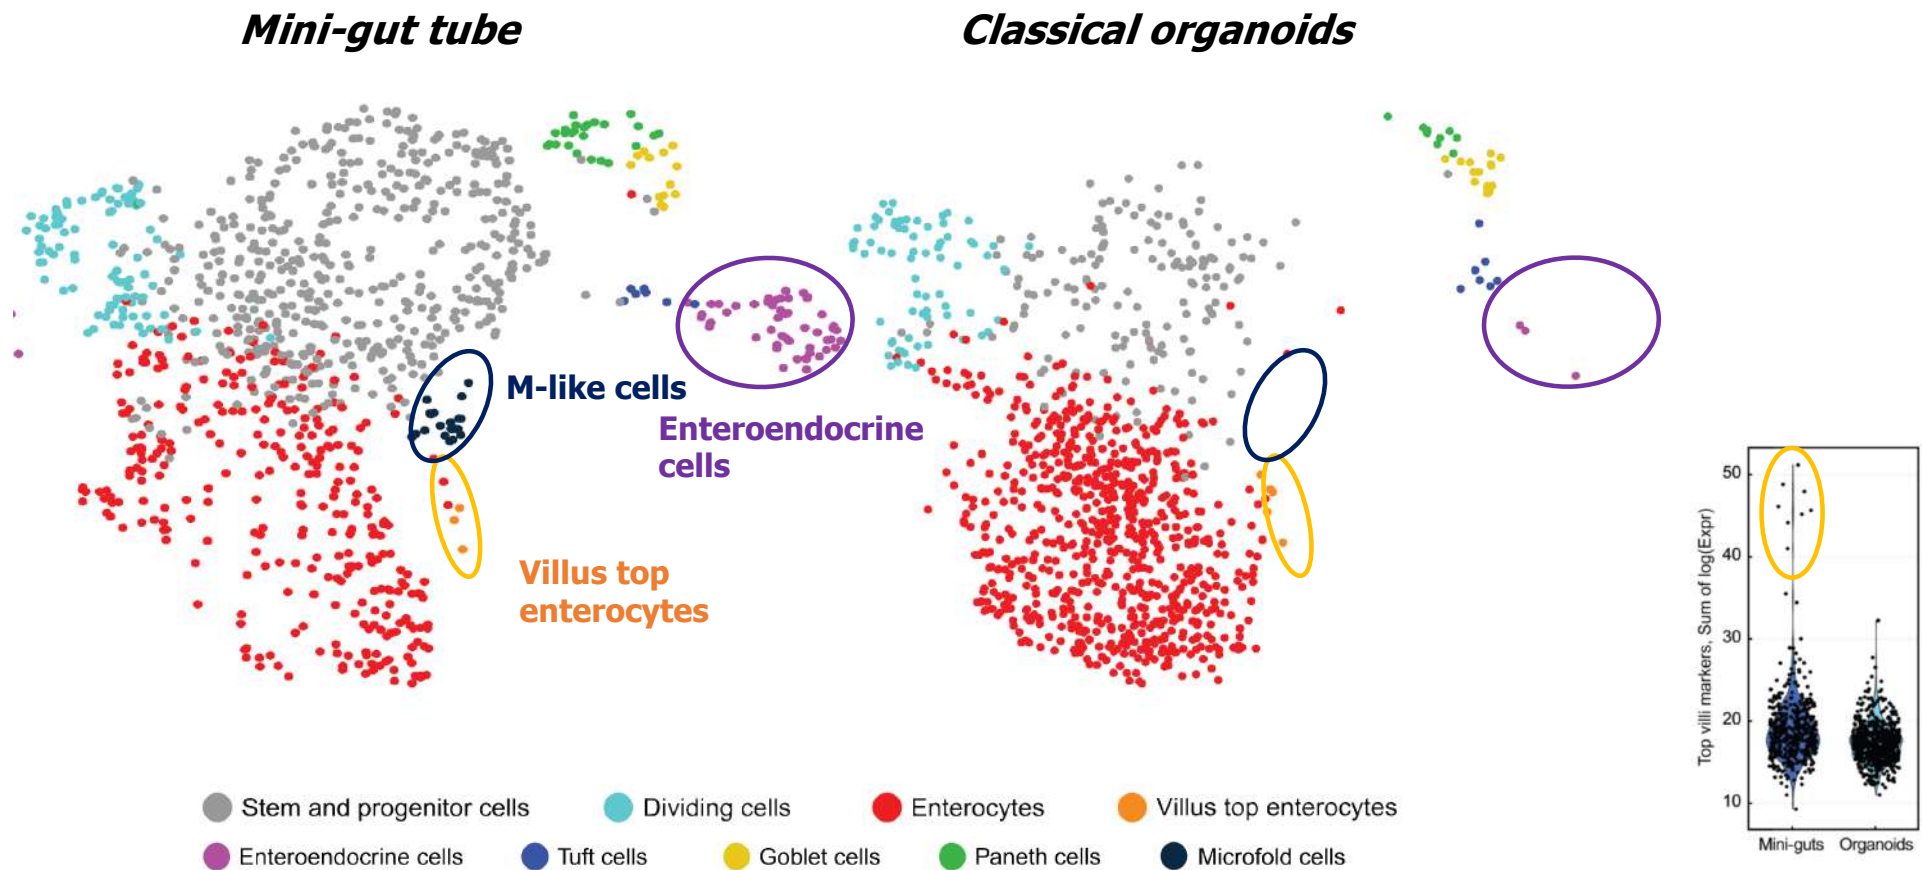 Mini-gut tube
Classical organoids
M-like cells
Enteroendocrine
cells
Villus top
enterocytes
Top villi markers, Sum of log(Expr)
50
40
30
20
10
Mini-guts Organoids
Stem and progenitor cells
Dividing cells
Enterocytes
Villus top enterocytes
Enteroendocrine cells
Tuft cells
Goblet cells
Paneth cells
Microfold cells